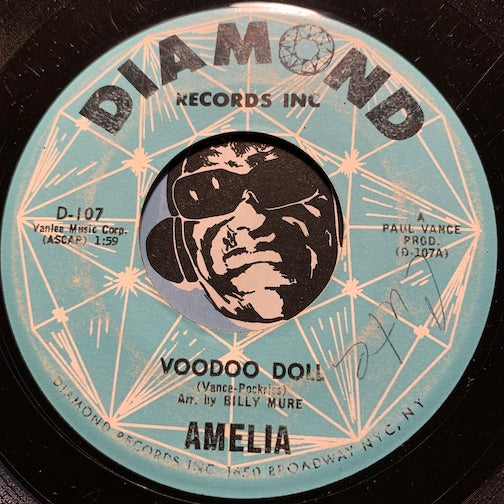 DIAMOND
RECORDS INC
D-107
Vanlee Music Corp.
(ASCAP) 1:59
A
PAUL VANCE
PROD.
(D-107A)
VOODOO DOLL
(Vance-Pockriss)
Arr. by BILLY MURE
AMELIA
DIAMOND RECORDS INC. 1650 BROADWAY NYC, NY